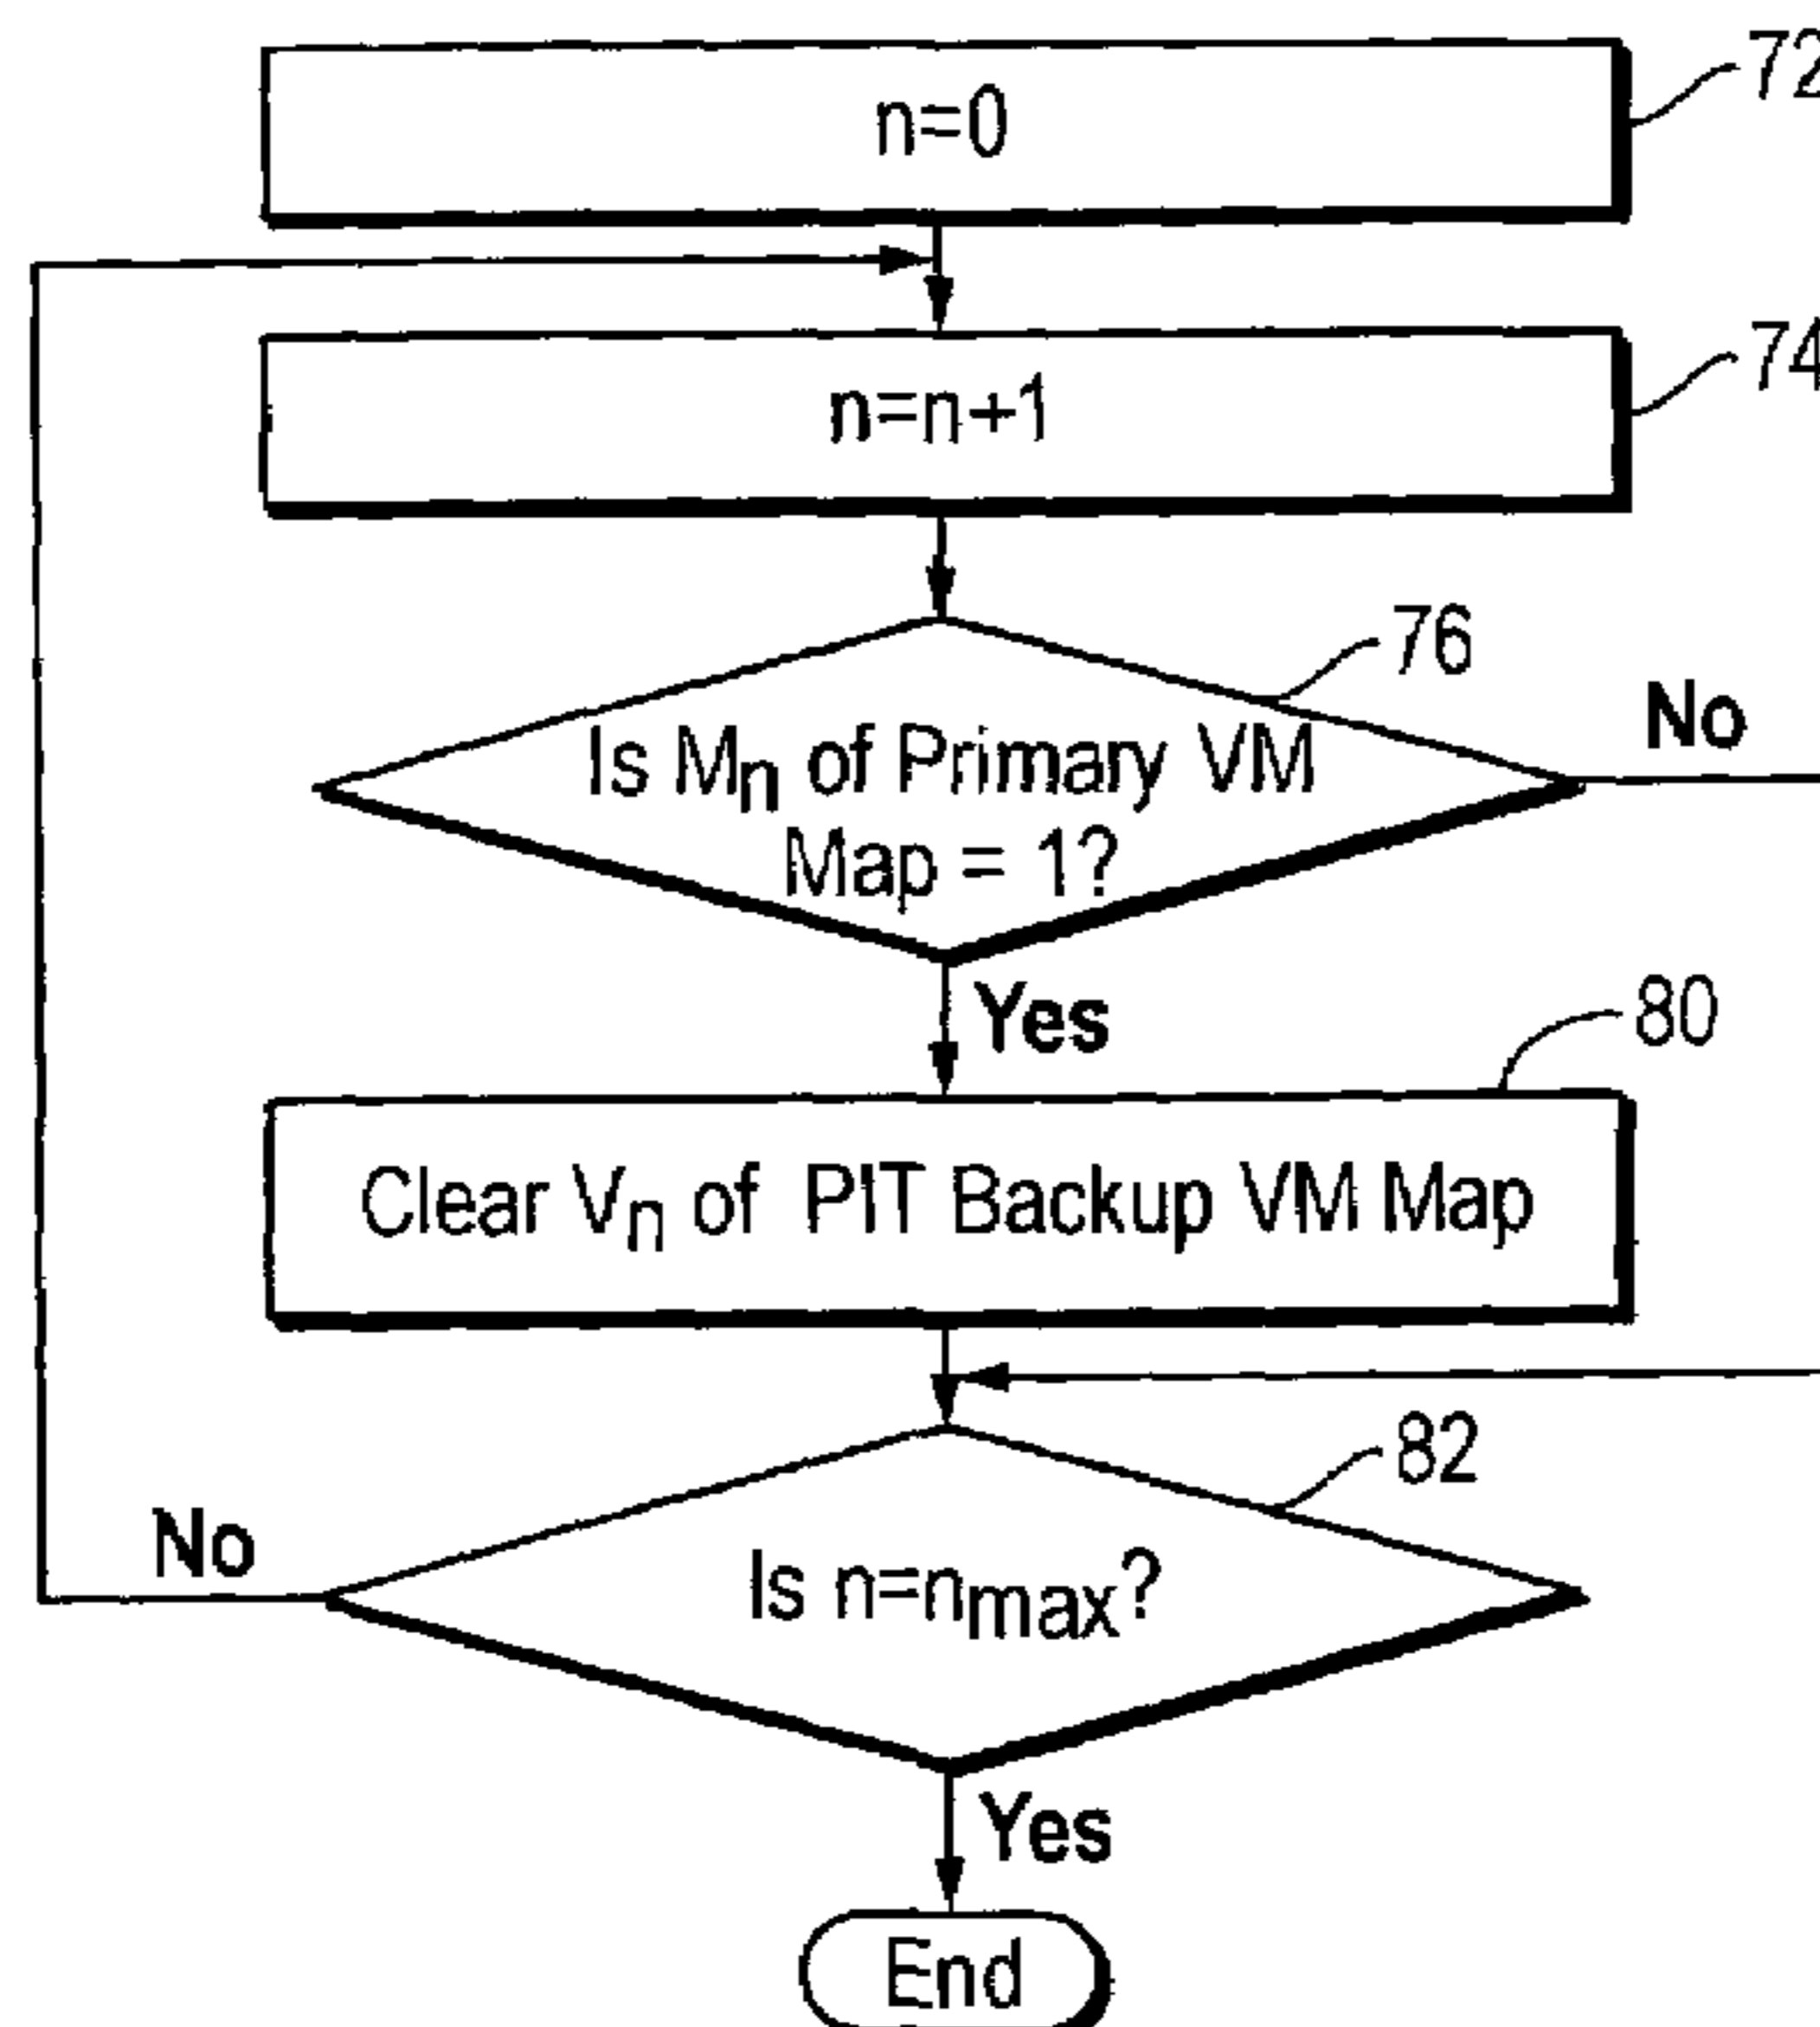 n=0
72
n=n+1
74
76
Is Mn of Primary VM
Map = 1?
No
Yes
80
Clear Vn of PIT Backup VM Map
82
No
Is n=nmax?
Yes
End